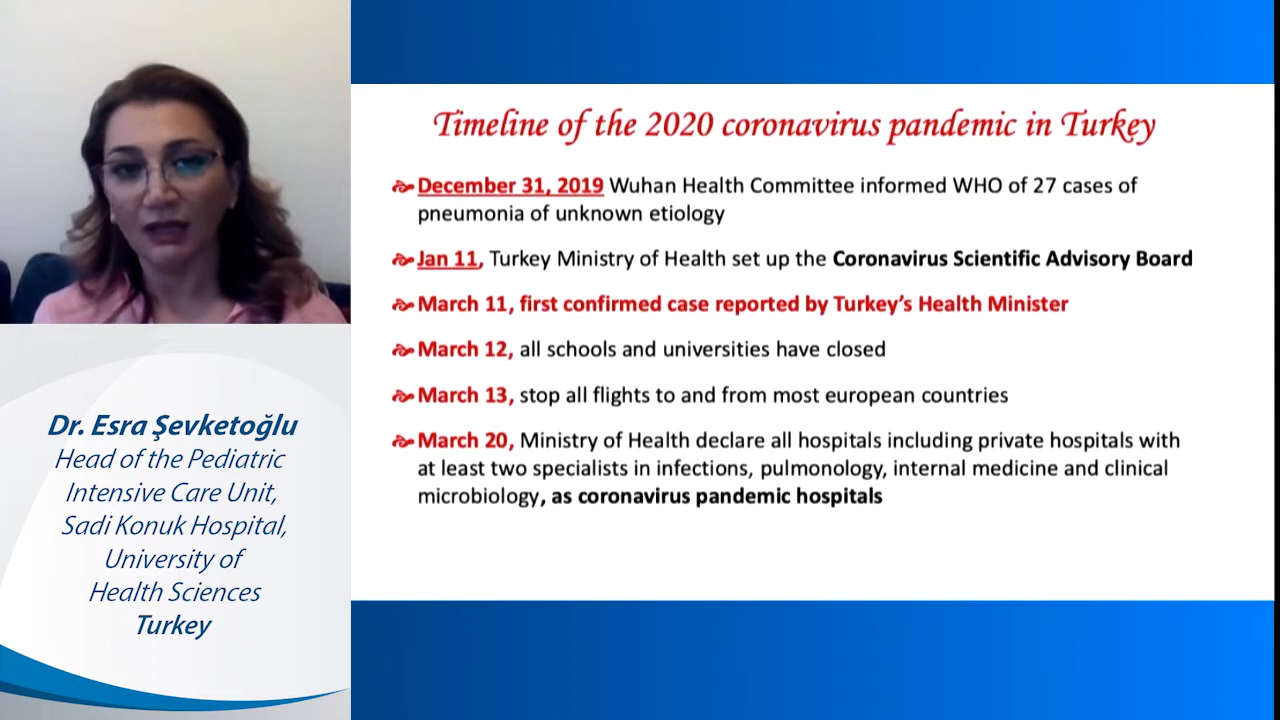 Timeline of the 2020 coronavirus pandemic in Turkey
December 31, 2019 Wuhan Health Committee informed WHO of 27 cases of
pneumonia of unknown etiology
Jan 11, Turkey Ministry of Health set up the Coronavirus Scientific Advisory Board
March 11, first confirmed case reported by Turkey's Health Minister
March 12, all schools and universities have closed
March 13, stop all flights to and from most european countries
March 20, Ministry of Health declare all hospitals including private hospitals with
at least two specialists in infections, pulmonology, internal medicine and clinical
microbiology, as coronavirus pandemic hospitals
Dr. Esra Şevketoğlu
Head of the Pediatric
Intensive Care Unit,
Sadi Konuk Hospital,
University of
Health Sciences
Turkey